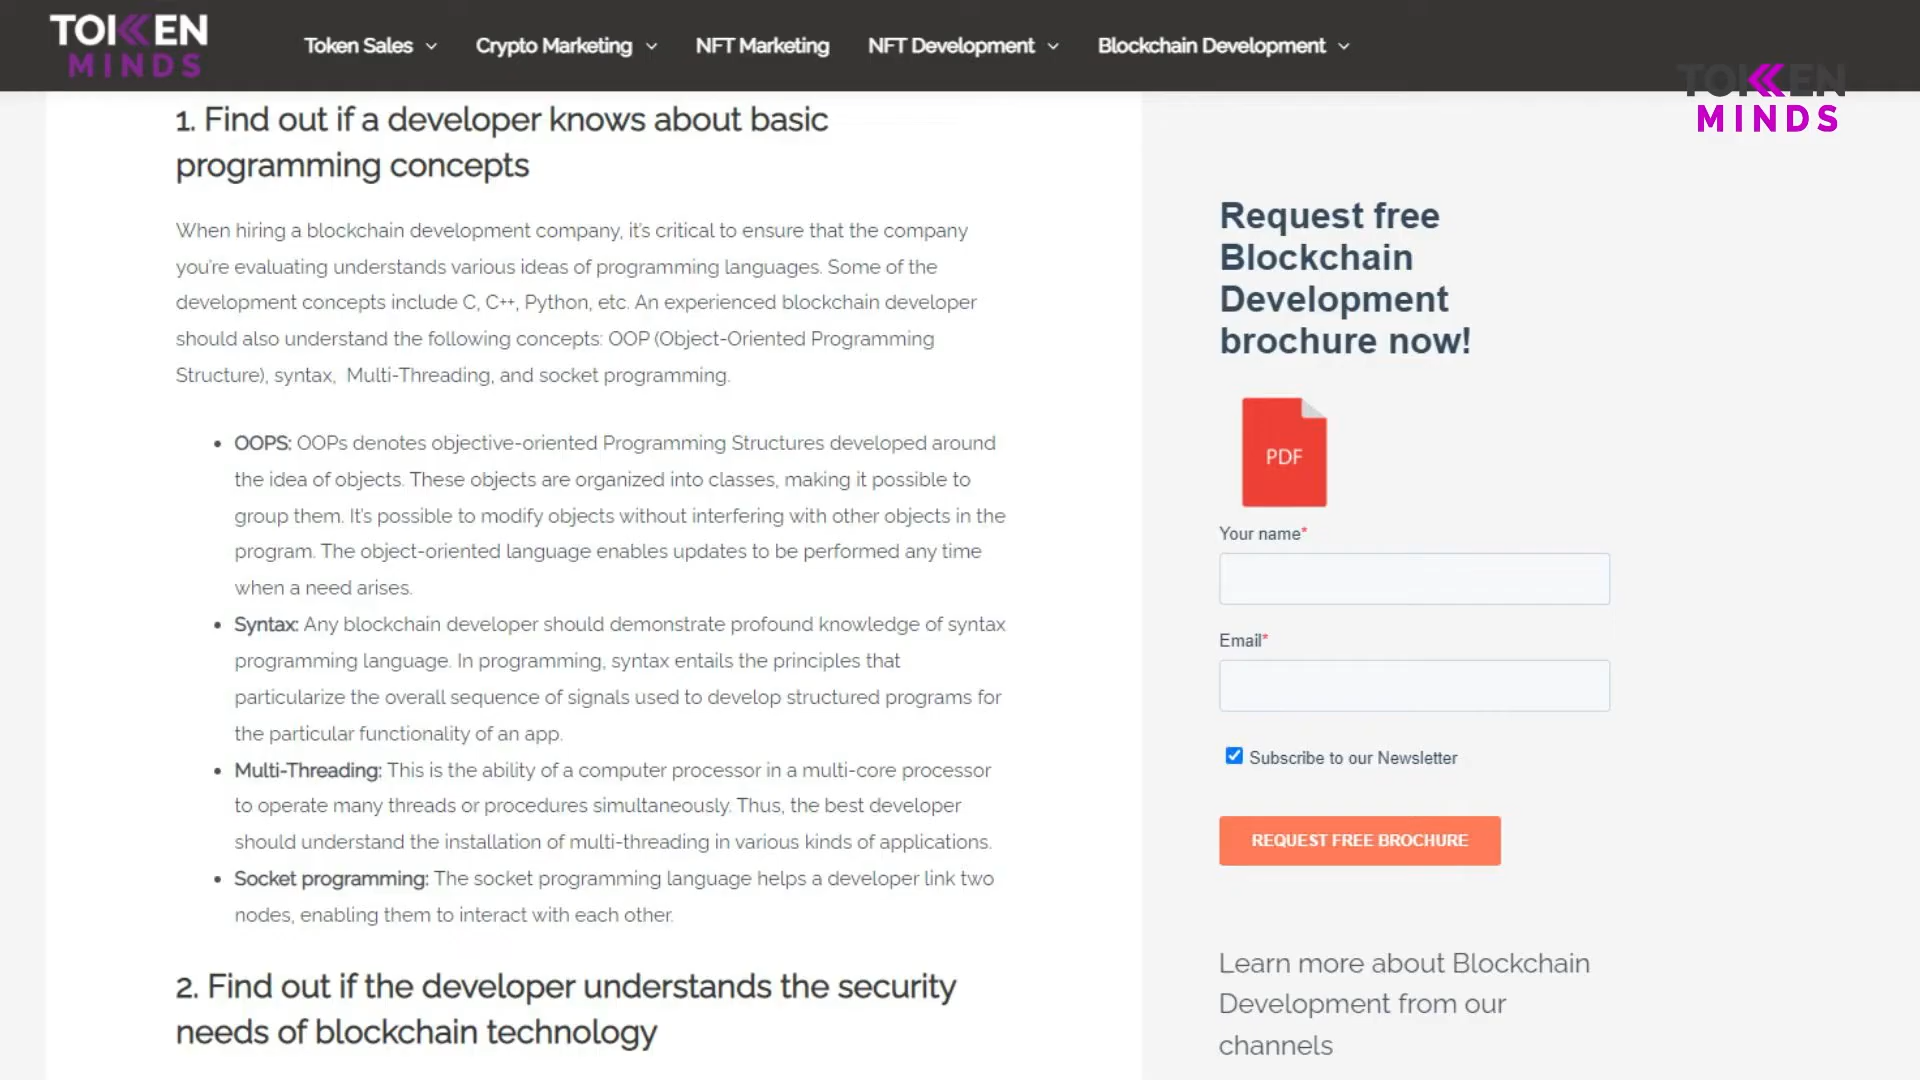 TOKEN
MINDS
Token Sales
Crypto Marketing
NFT Marketing
NFT Development
Blockchain Development
TOKEN
MINDS
1. Find out if a developer knows about basic
programming concepts
When hiring a blockchain development company, it's critical to ensure that the company
you're evaluating understands various ideas of programming languages. Some of the
development concepts include C, C++, Python, etc. An experienced blockchain developer
should also understand the following concepts: OOP (Object-Oriented Programming
Structure), syntax,  Multi-Threading, and socket programming.
• OOPS: OOPs denotes objective-oriented Programming Structures developed around
the idea of objects. These objects are organized into classes, making it possible to
group them. It's possible to modify objects without interfering with other objects in the
program. The object-oriented language enables updates to be performed any time
when a need arises.
• Syntax: Any blockchain developer should demonstrate profound knowledge of syntax
programming language. In programming, syntax entails the principles that
particularize the overall sequence of signals used to develop structured programs for
the particular functionality of an app.
• Multi-Threading: This is the ability of a computer processor in a multi-core processor
to operate many threads or procedures simultaneously. Thus, the best developer
should understand the installation of multi-threading in various kinds of applications.
• Socket programming: The socket programming language helps a developer link two
nodes, enabling them to interact with each other.
2. Find out if the developer understands the security
needs of blockchain technology
Request free
Blockchain
Development
brochure now!
PDF
Your name*
Email*
Subscribe to our Newsletter
REQUEST FREE BROCHURE
Learn more about Blockchain
Development from our
channels